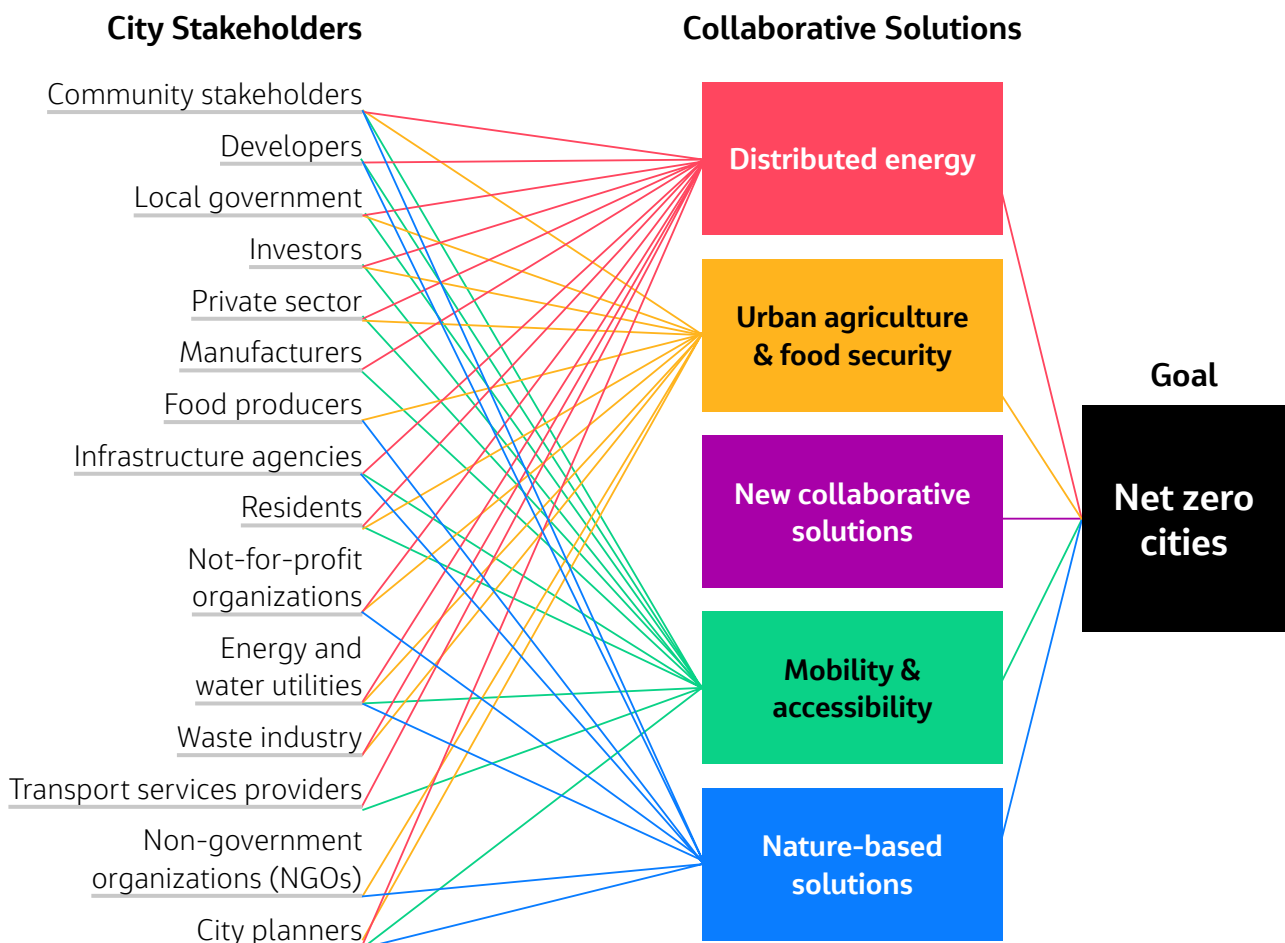 City Stakeholders
Community stakeholders
Developers
Local government
Investors
Private sector
Manufacturers
Food producers
Infrastructure agencies
Residents
Not-for-profit
organizations
Energy and
water utilities
Waste industry
Transport services providers
Non-government
organizations (NGOs)
City planners
Collaborative Solutions
Distributed energy
Urban agriculture
& food security
New collaborative
solutions
Mobility &
accessibility
Nature-based
solutions
Goal
Net zero
cities